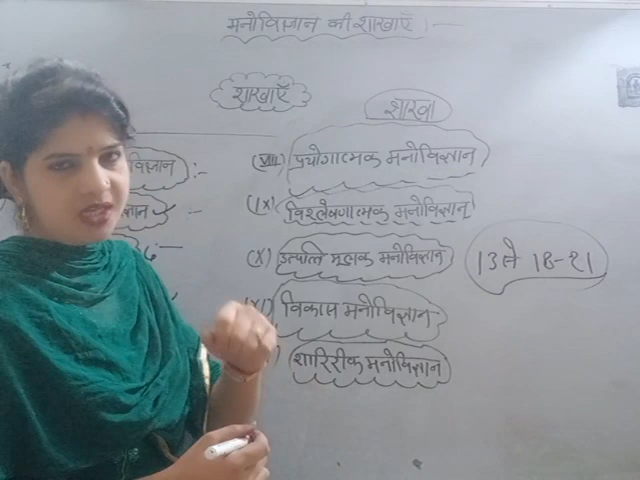 मनोविज्ञान की शाखाएँ :-
शाखाएँ
शाखा
विज्ञान :-
(VIII) प्रयोगात्मक मनोविज्ञान
(IX) विश्लेषणात्मक मनोविज्ञान
(X) उत्पत्ति मूलक मनोविज्ञान
13 से 18-21
(XI) विकास मनोविज्ञान
शारिरीक मनोविज्ञान